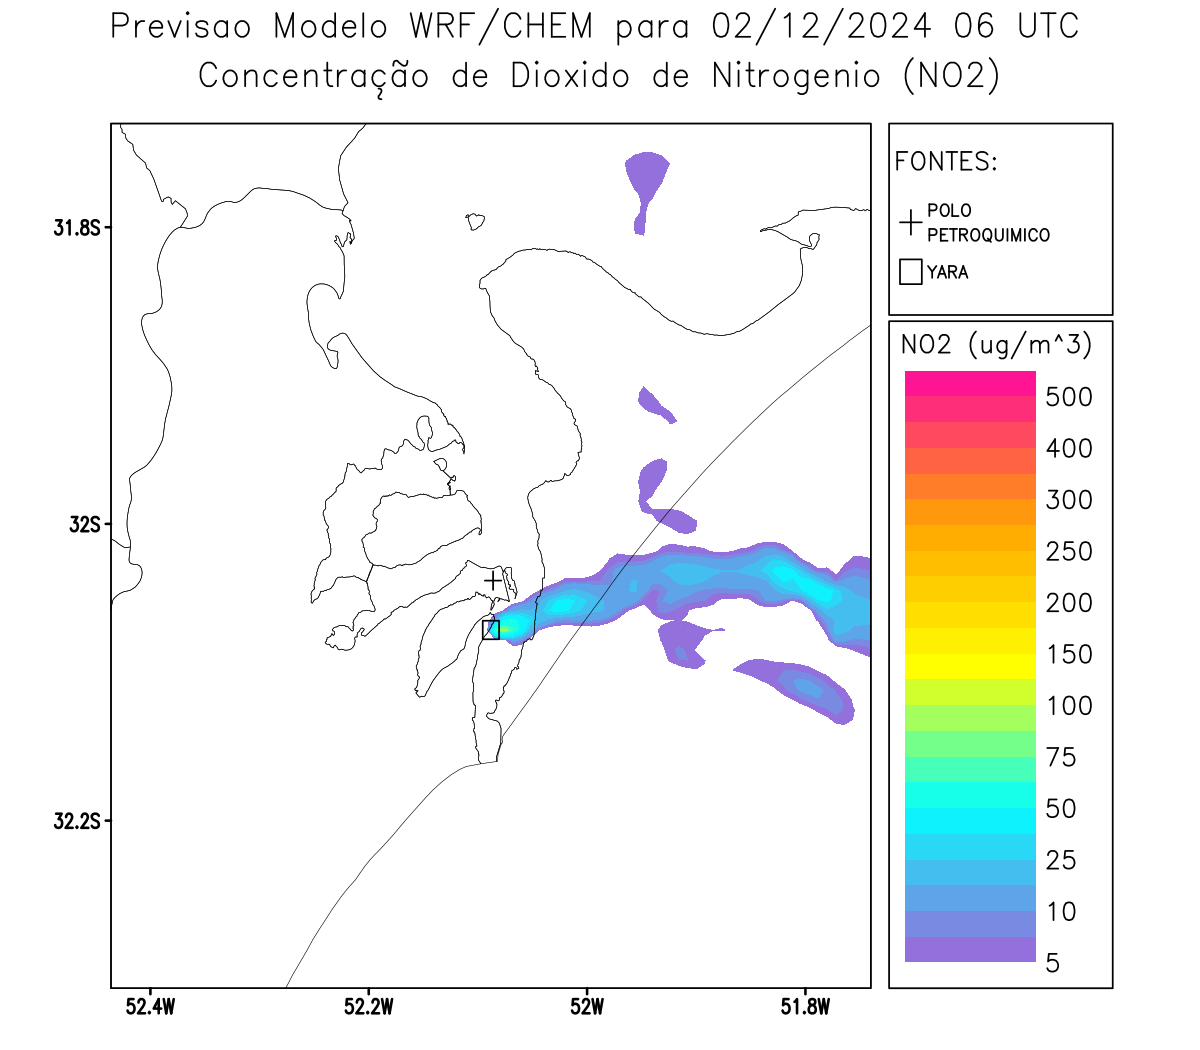 Previsao Modelo WRF/CHEM para 02/12/2024 06 UTC
Concentração de Dioxido de Nitrogenio (NO2)
FONTES:
POLO
PETROQUIMICO
YARA
NO2 (ug/m^3)
500
400
300
250
200
150
100
75
50
25
10
5
31.8S
32S
32.2S
52.4W
52.2W
52W
51.8W